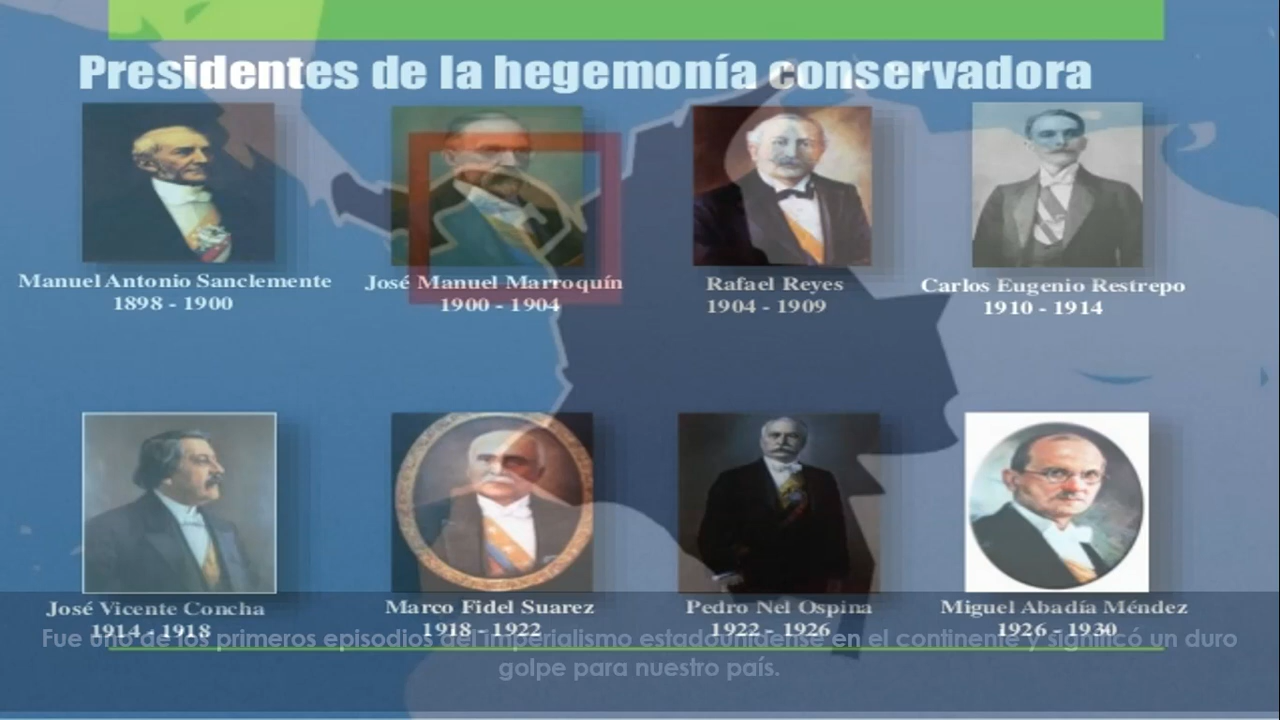 Presidentes de la hegemonía conservadora
Manuel Antonio Sanclemente
1898 - 1900
José Manuel Marroquín
1900 - 1904
Rafael Reyes
1904 - 1909
Carlos Eugenio Restrepo
1910 - 1914
José Vicente Concha
1914 - 1918
Marco Fidel Suarez
1918 - 1922
Pedro Nel Ospina
1922 - 1926
Miguel Abadía Méndez
1926 - 1930
Fue uno de los primeros episodios del imperialismo estadounidense en el continente y significó un duro
golpe para nuestro país.